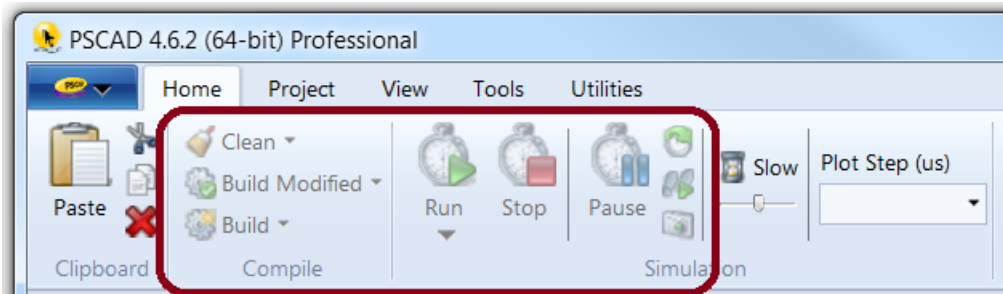 PSCAD 4.6.2 (64-bit) Professional
PSCAD
Home Project View Tools Utilities
Clean
Build Modified
Build
Paste
Run Stop Pause
Slow
Plot Step (us)
Clipboard Compile Simulation